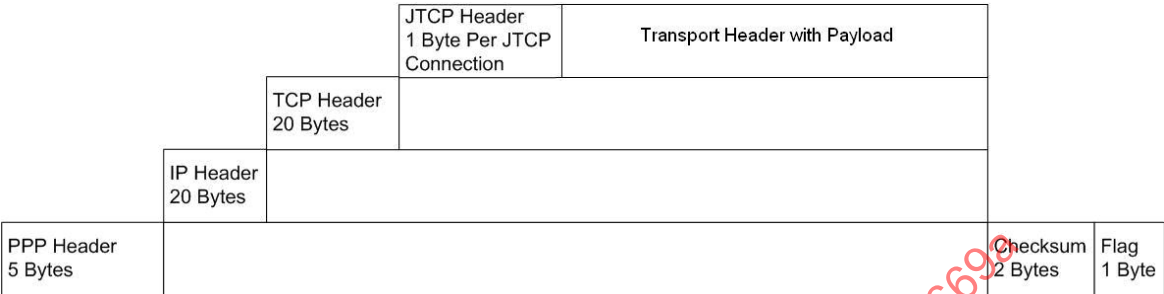 JTCP Header
1 Byte Per JTCP
Connection
Transport Header with Payload
TCP Header
20 Bytes
IP Header
20 Bytes
PPP Header
5 Bytes
Checksum
2 Bytes
Flag
1 Byte
669a